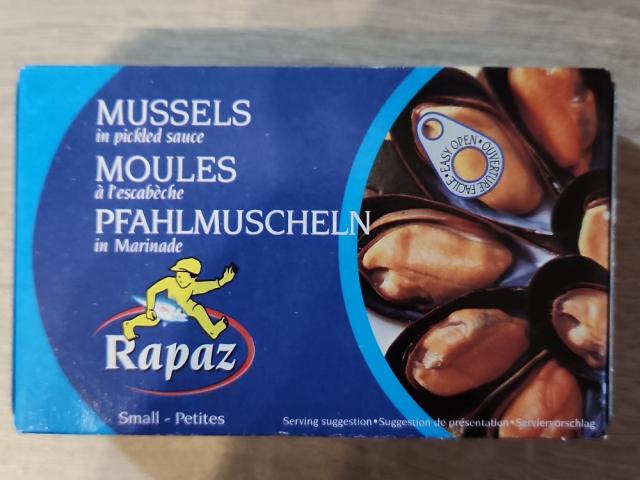 MUSSELS
in pickled sauce
MOULES
à l'escabèche
PFAHLMUSCHELN
in Marinade
EASY OPEN • OUVERTURE FACILE •
Rapaz
Small - Petites
Serving suggestion • Suggestion de présentation • Serviervorschlag